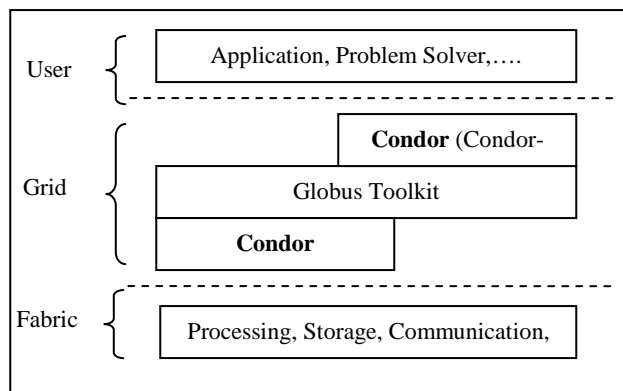 User
Application, Problem Solver,....
Condor (Condor-
Grid
Globus Toolkit
Condor
Fabric
Processing, Storage, Communication,